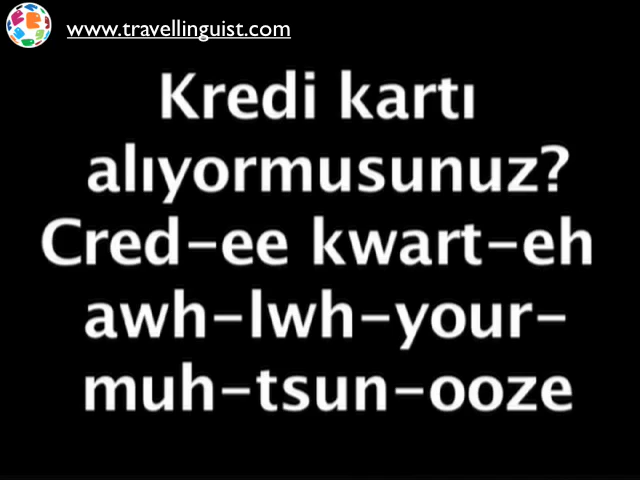 www.travellinguist.com
Kredi kartı
alıyormusunuz?
Cred-ee kwart-eh
awh-lwh-your-
muh-tsun-ooze